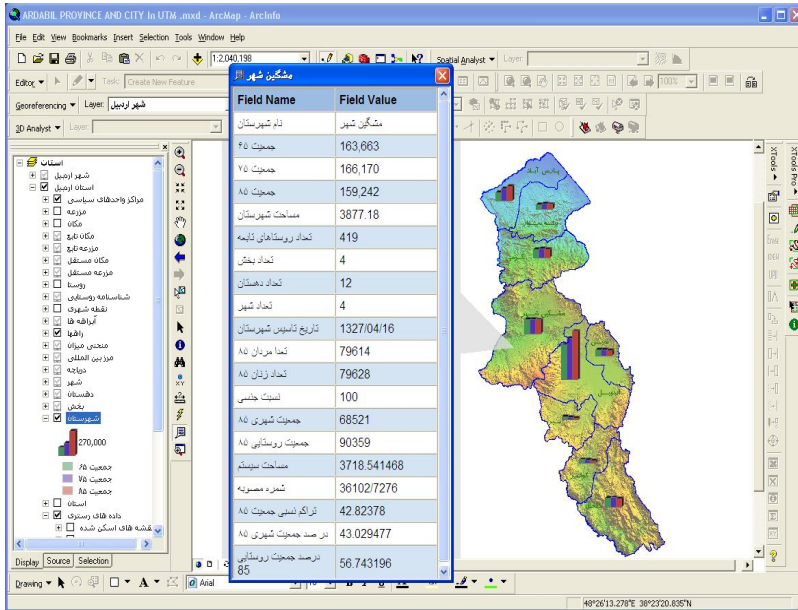 ARDABIL PROVINCE AND CITY In UTM .mxd - ArcMap - ArcInfo
File Edit View Bookmarks Insert Selection Tools Window Help
1:2,040,198
Spatial Analyst Layer:
Editor Task: Create New Feature
100%
Georeferencing Layer: شهر اردبیل
3D Analyst Layer:
استان
شهر اردبیل
استان اردبیل
مراکز واحدهای سیاسی
مزرعه
مکان
مکان تابع
مزرعه تابع
مکان مستقل
مزرعه مستقل
روستا
شناسنامه روستایی
نقطه شهری
آبراهه ها
راهها
منحنی میزان
مرز بین المللی
دریاچه
شهر
دهستان
بخش
شهرستان
270,000
جمعیت ۶۵
جمعیت ۷۵
جمعیت ۸۵
استان
داده های رستری
نقشه های اسکن شده
Display Source Selection
مشگین شهر
Field Name Field Value
نام شهرستان مشگین شهر
جمعیت ۶۵ 163,663
جمعیت ۷۵ 166,170
جمعیت ۸۵ 159,242
مساحت شهرستان 3877.18
تعداد روستاهای تابعه 419
تعداد بخش 4
تعداد دهستان 12
تعداد شهر 4
تاریخ تاسیس شهرستان 1327/04/16
تعدا مردان ۸۵ 79614
تعداد زنان ۸۵ 79628
نسبت جنسی 100
جمعیت شهری ۸۵ 68521
جمعیت روستایی ۸۵ 90359
مساحت سیستم 3718.541468
شمره مصوبه 36102/7276
تراکم نسبی جمعیت ۸۵ 42.82378
در صد جمعیت شهری ۸۵ 43.029477
درصد جمعیت روستایی 85 56.743196
پارس آباد
XTools
XTools Pro
Drawing A Arial 10 B I U A
48°26'13.278"E 38°23'20.835"N